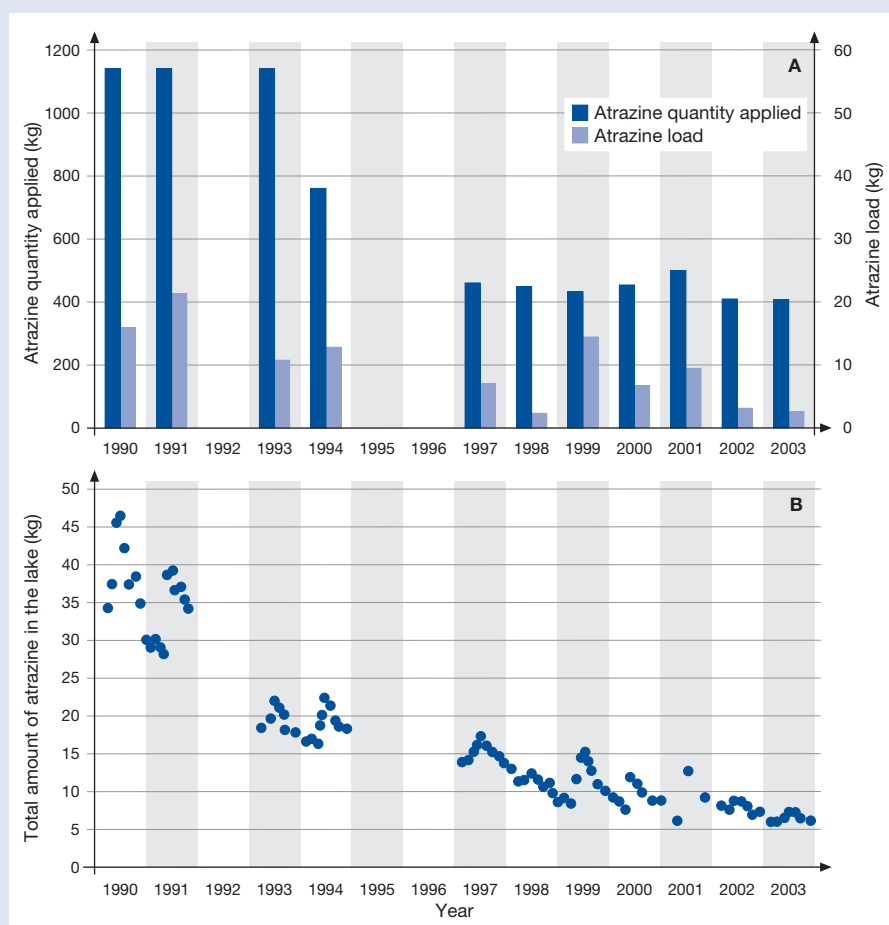 A
Atrazine quantity applied (kg)
1200
1000
800
600
400
200
0
Atrazine quantity applied
Atrazine load
60
50
40
30
20
10
0
Atrazine load (kg)
1990 1991 1992 1993 1994 1995 1996 1997 1998 1999 2000 2001 2002 2003
B
Total amount of atrazine in the lake (kg)
50
45
40
35
30
25
20
15
10
5
0
1990 1991 1992 1993 1994 1995 1996 1997 1998 1999 2000 2001 2002 2003
Year